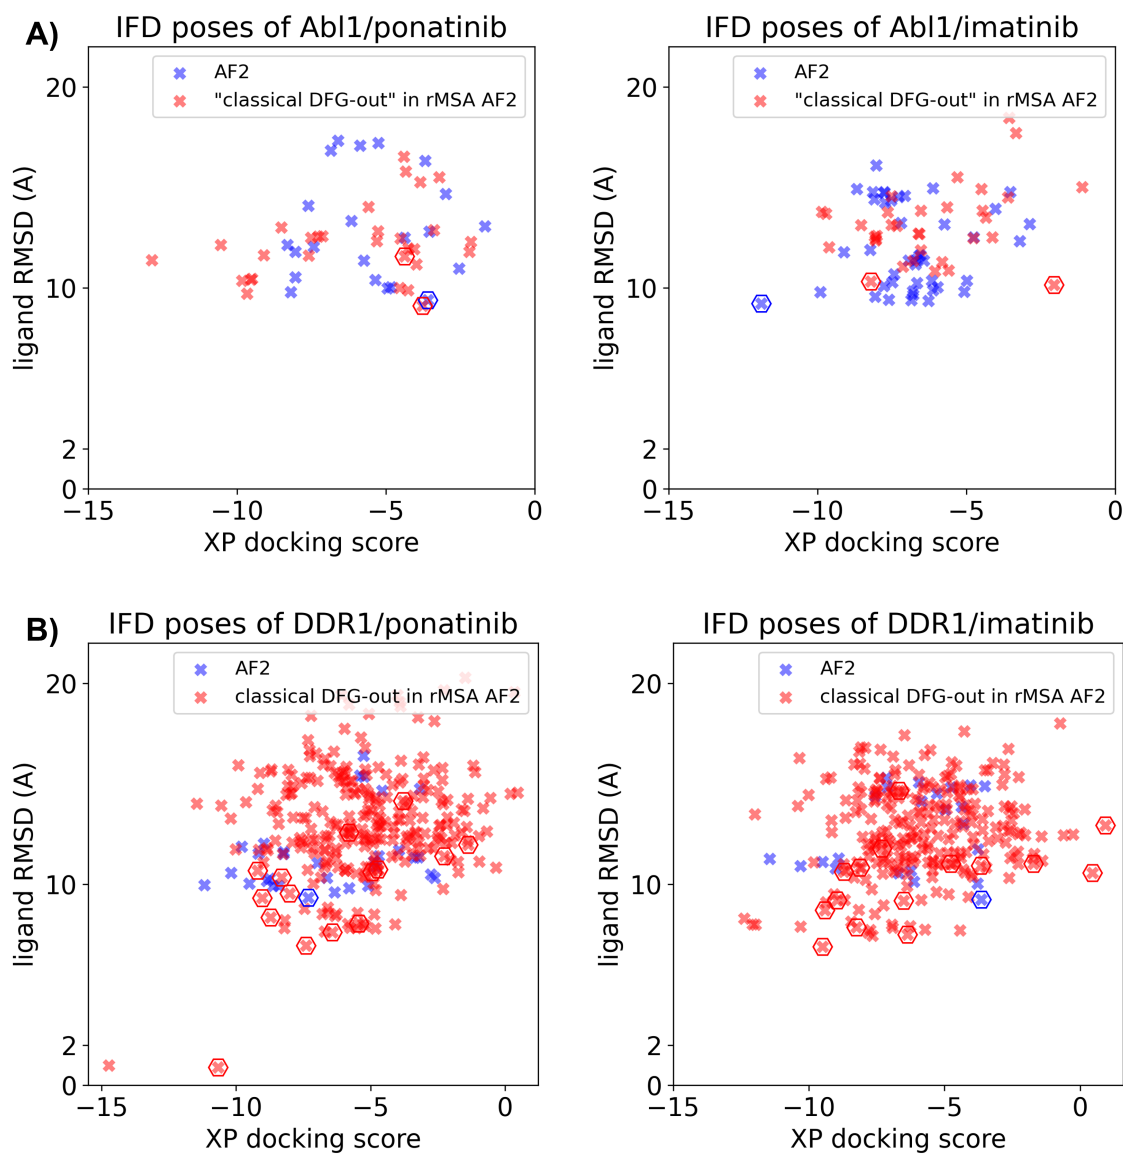 A)
IFD poses of Abl1/ponatinib
AF2
"classical DFG-out" in rMSA AF2
ligand RMSD (A)
20
10
2
0
−15
−10
−5
0
XP docking score
IFD poses of Abl1/imatinib
AF2
"classical DFG-out" in rMSA AF2
ligand RMSD (A)
20
10
2
0
−15
−10
−5
0
XP docking score
B)
IFD poses of DDR1/ponatinib
AF2
classical DFG-out in rMSA AF2
ligand RMSD (A)
20
10
2
0
−15
−10
−5
0
XP docking score
IFD poses of DDR1/imatinib
AF2
classical DFG-out in rMSA AF2
ligand RMSD (A)
20
10
2
0
−15
−10
−5
0
XP docking score